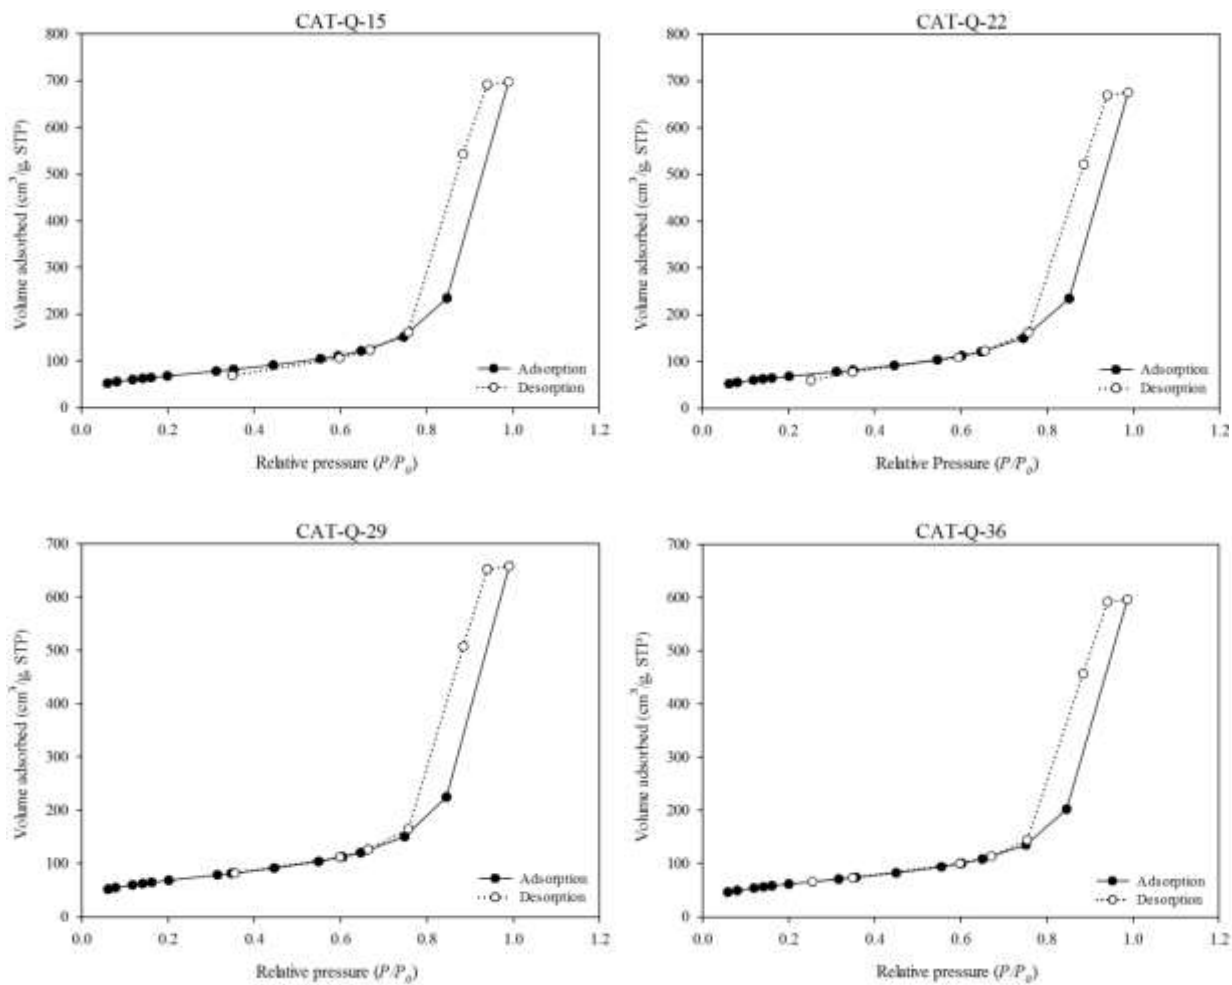 CAT-Q-15
800
700
600
500
400
300
200
100
0
Volume adsorbed (cm³/g, STP)
Adsorption
Desorption
0.0 0.2 0.4 0.6 0.8 1.0 1.2
Relative pressure (P/P₀)
CAT-Q-22
800
700
600
500
400
300
200
100
0
Volume adsorbed (cm³/g, STP)
Adsorption
Desorption
0.0 0.2 0.4 0.6 0.8 1.0 1.2
Relative Pressure (P/P₀)
CAT-Q-29
700
600
500
400
300
200
100
0
Volume adsorbed (cm³/g, STP)
Adsorption
Desorption
0.0 0.2 0.4 0.6 0.8 1.0 1.2
Relative pressure (P/P₀)
CAT-Q-36
700
600
500
400
300
200
100
0
Volume adsorbed (cm³/g, STP)
Adsorption
Desorption
0.0 0.2 0.4 0.6 0.8 1.0 1.2
Relative pressure (P/P₀)